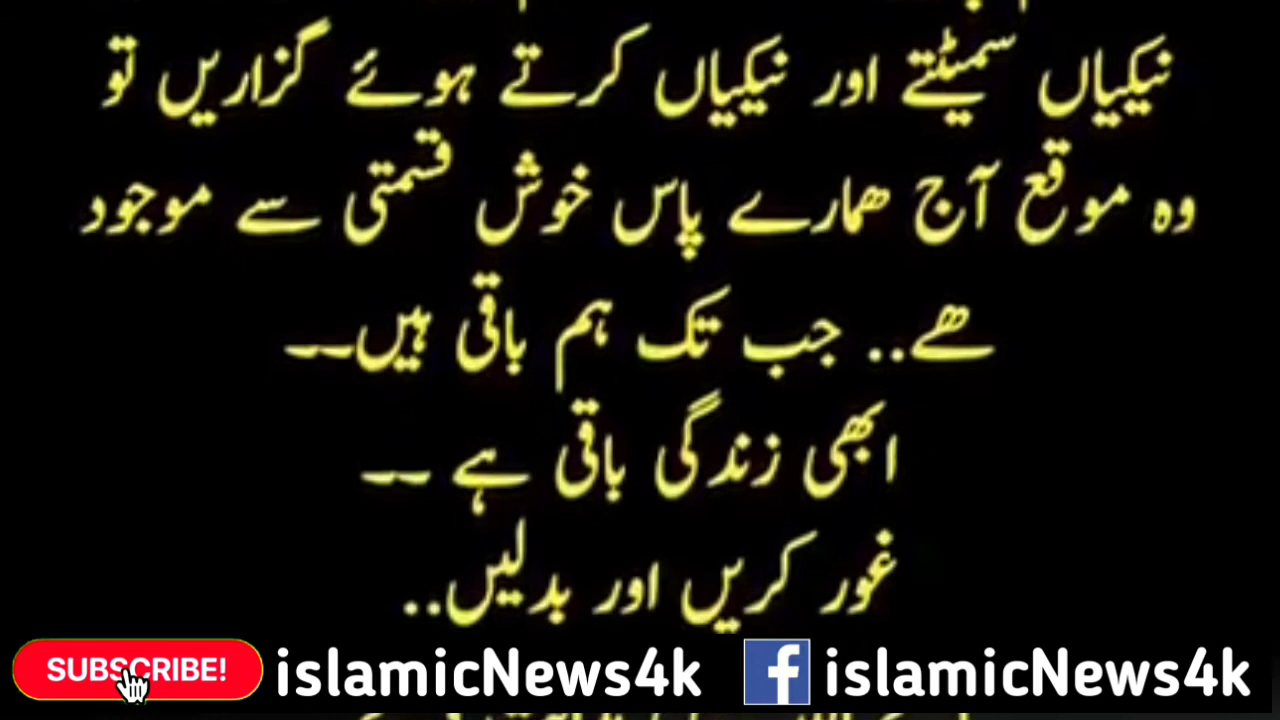 نیکیاں سمیٹتے اور نیکیاں کرتے ہوئے گزاریں تو
وہ موقع آج ھمارے پاس خوش قسمتی سے موجود
ھے.. جب تک ہم باقی ہیں۔۔
ابھی زندگی باقی ہے ۔۔
غور کریں اور بدلیں..
SUBSCRIBE! islamicNews4k f islamicNews4k